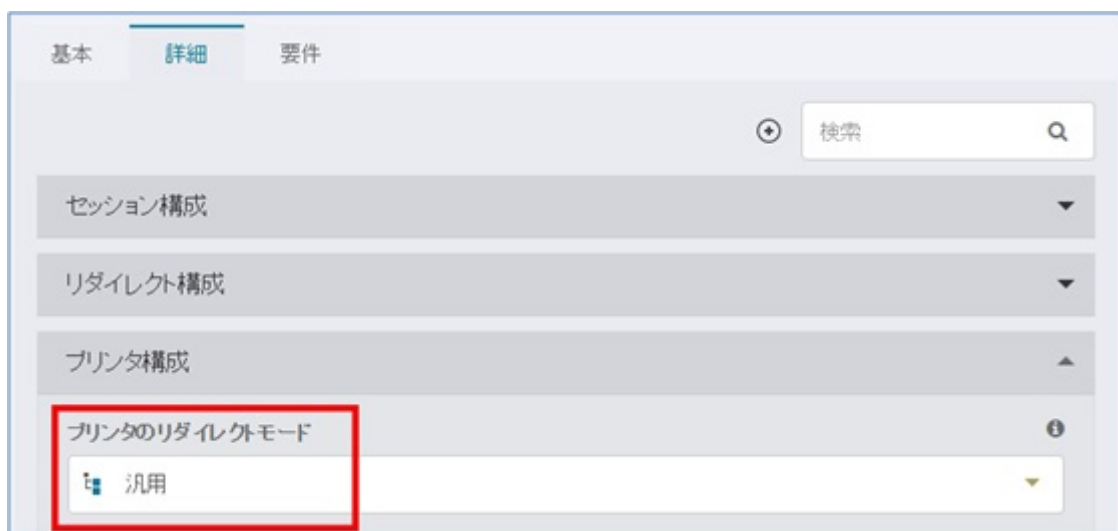 基本 詳細 要件
検索
セッション構成
リダイレクト構成
プリンタ構成
プリンタのリダイレクトモード
汎用